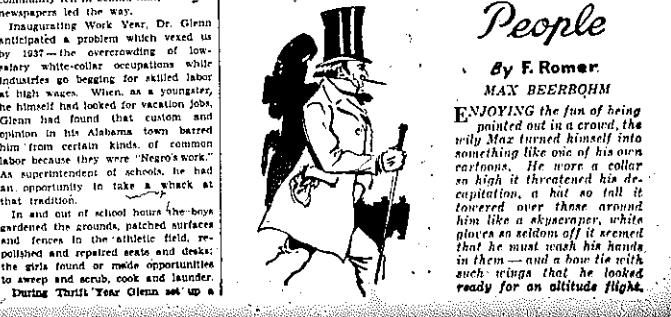 newspapers led the way.
Inaugurating Work Year, Dr. Glenn
anticipated a problem which vexed us
by 1937—the overcrowding of low-
salary white-collar occupations while
industries go begging for skilled labor
at high wages. When, as a youngster,
he himself had looked for vacation jobs,
Glenn had found that custom and
opinion in his Alabama town barred
him from certain kinds of common
labor because they were "Negro's work."
As superintendent of schools, he had
an opportunity to take a whack at
that tradition.
In and out of school hours the boys
gardened the grounds, patched surfaces
and fences in the athletic field, re-
polished and repaired seats and desks;
the girls found or made opportunities
to sweep and scrub, cook and launder.
During Thrift Year Glenn set up a
People
By F. Romer
MAX BEERBOHM
ENJOYING the fun of being
pointed out in a crowd, the
wily Max turned himself into
something like one of his own
cartoons. He wore a collar
so high it threatened his de-
capitation, a hat so tall it
towered over those around
him like a skyscraper, white
gloves so seldom off it seemed
that he must wash his hands
in them—and a bow tie with
such wings that he looked
ready for an altitude flight.